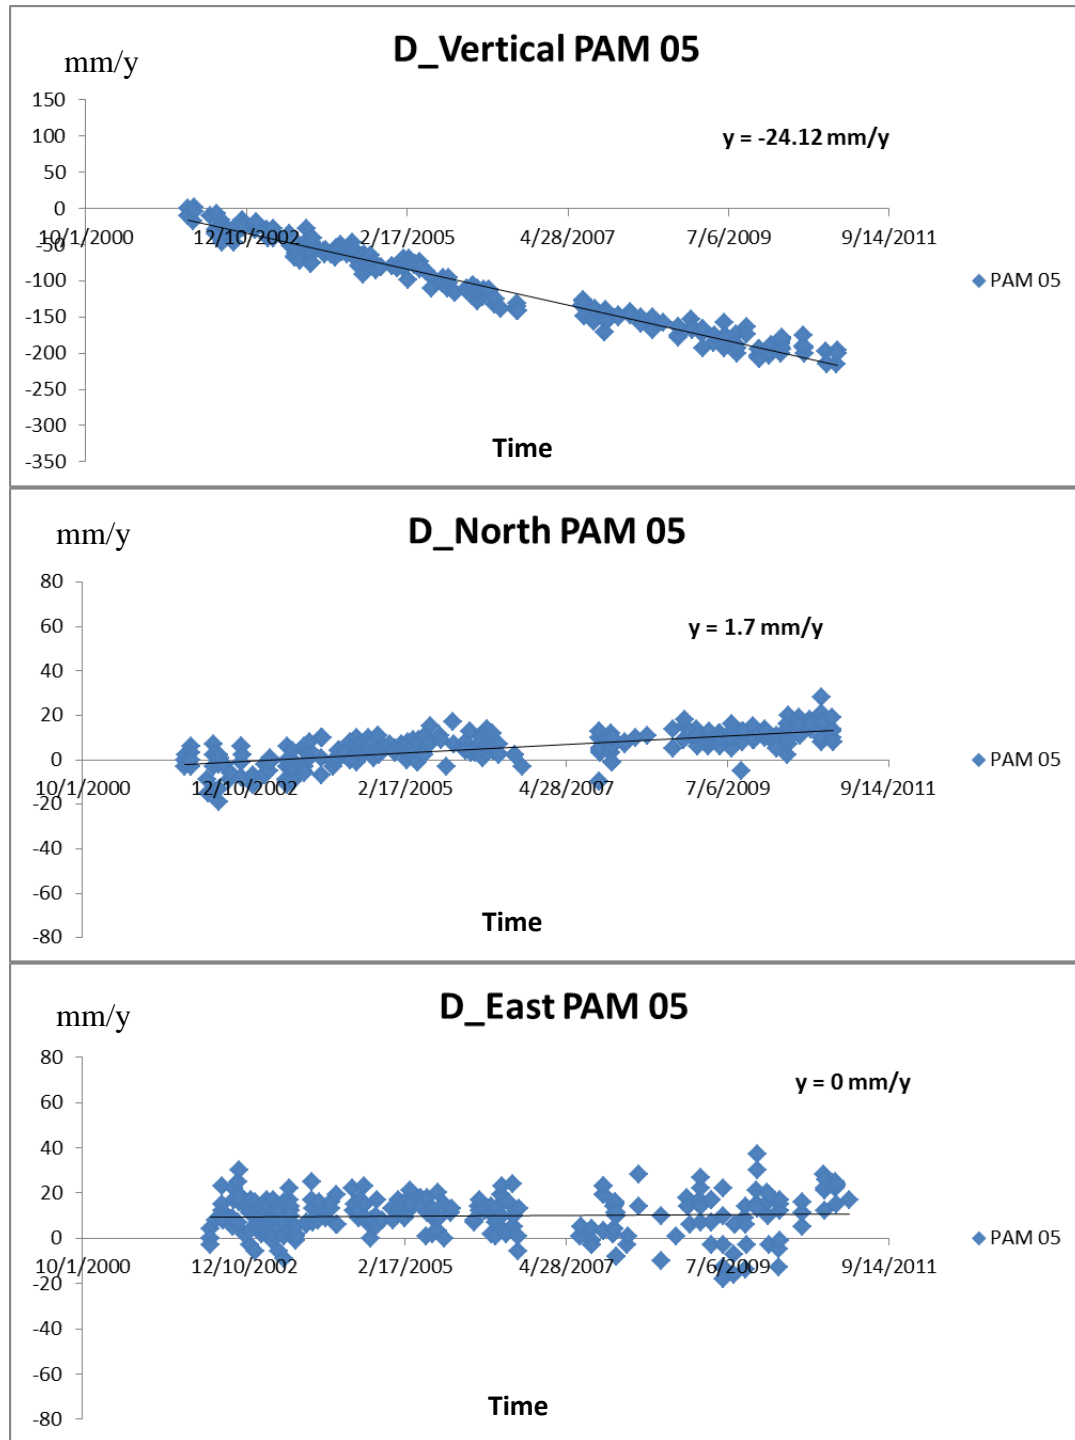 D_Vertical PAM 05
mm/y
150
100
50
0
-50
-100
-150
-200
-250
-300
-350
y = -24.12 mm/y
10/1/2000 12/10/2002 2/17/2005 4/28/2007 7/6/2009 9/14/2011
PAM 05
Time
D_North PAM 05
mm/y
80
60
40
20
0
-20
-40
-60
-80
y = 1.7 mm/y
10/1/2000 12/10/2002 2/17/2005 4/28/2007 7/6/2009 9/14/2011
PAM 05
Time
D_East PAM 05
mm/y
80
60
40
20
0
-20
-40
-60
-80
y = 0 mm/y
10/1/2000 12/10/2002 2/17/2005 4/28/2007 7/6/2009 9/14/2011
PAM 05
Time